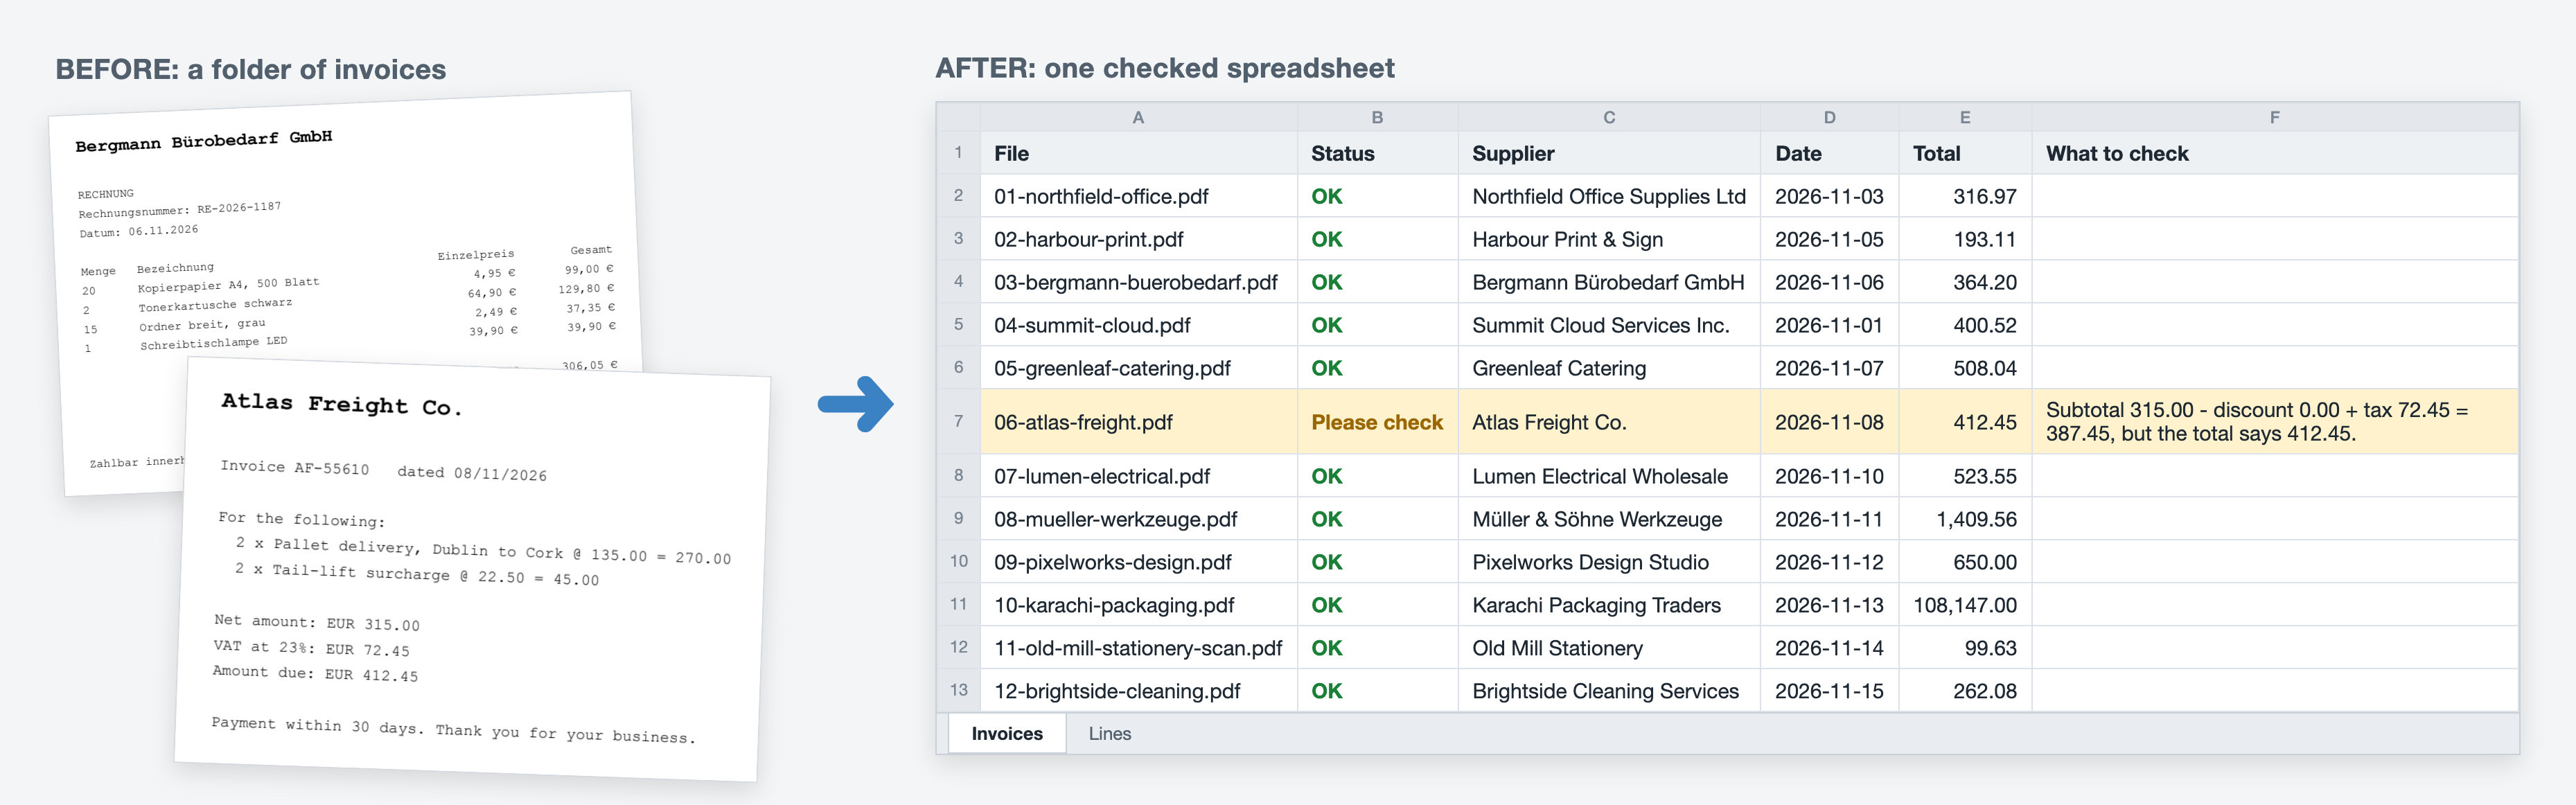 BEFORE: a folder of invoices
Bergmann Bürobedarf GmbH
RECHNUNG
Rechnungsnummer: RE-2026-1187
Datum: 06.11.2026
Menge Bezeichnung Einzelpreis Gesamt
20 Kopierpapier A4, 500 Blatt 4,95 € 99,00 €
2 Tonerkartusche schwarz 64,90 € 129,80 €
15 Ordner breit, grau 2,49 € 37,35 €
1 Schreibtischlampe LED 39,90 € 39,90 €
306,05 €
Zahlbar
Atlas Freight Co.
Invoice AF-55610 dated 08/11/2026
For the following:
2 x Pallet delivery, Dublin to Cork @ 135.00 = 270.00
2 x Tail-lift surcharge @ 22.50 = 45.00
Net amount: EUR 315.00
VAT at 23%: EUR 72.45
Amount due: EUR 412.45
Payment within 30 days. Thank you for your business.
AFTER: one checked spreadsheet
A B C D E F
1 File Status Supplier Date Total What to check
2 01-northfield-office.pdf OK Northfield Office Supplies Ltd 2026-11-03 316.97
3 02-harbour-print.pdf OK Harbour Print & Sign 2026-11-05 193.11
4 03-bergmann-buerobedarf.pdf OK Bergmann Bürobedarf GmbH 2026-11-06 364.20
5 04-summit-cloud.pdf OK Summit Cloud Services Inc. 2026-11-01 400.52
6 05-greenleaf-catering.pdf OK Greenleaf Catering 2026-11-07 508.04
7 06-atlas-freight.pdf Please check Atlas Freight Co. 2026-11-08 412.45 Subtotal 315.00 - discount 0.00 + tax 72.45 =
387.45, but the total says 412.45.
8 07-lumen-electrical.pdf OK Lumen Electrical Wholesale 2026-11-10 523.55
9 08-mueller-werkzeuge.pdf OK Müller & Söhne Werkzeuge 2026-11-11 1,409.56
10 09-pixelworks-design.pdf OK Pixelworks Design Studio 2026-11-12 650.00
11 10-karachi-packaging.pdf OK Karachi Packaging Traders 2026-11-13 108,147.00
12 11-old-mill-stationery-scan.pdf OK Old Mill Stationery 2026-11-14 99.63
13 12-brightside-cleaning.pdf OK Brightside Cleaning Services 2026-11-15 262.08
Invoices Lines